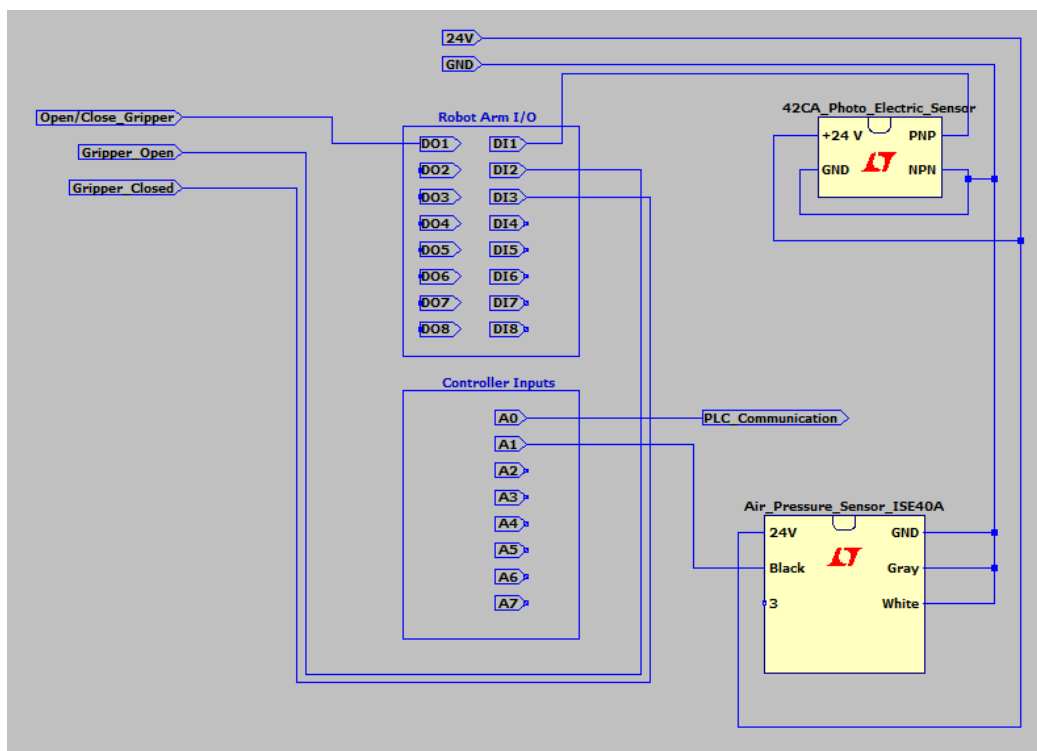 24V
GND
Open/Close_Gripper
Gripper_Open
Gripper_Closed
Robot Arm I/O
DO1 DI1
DO2 DI2
DO3 DI3
DO4 DI4
DO5 DI5
DO6 DI6
DO7 DI7
DO8 DI8
42CA_Photo_Electric_Sensor
+24 V PNP
GND NPN
Controller Inputs
A0
A1
A2
A3
A4
A5
A6
A7
PLC_Communication
Air_Pressure_Sensor_ISE40A
24V GND
Black Gray
3 White